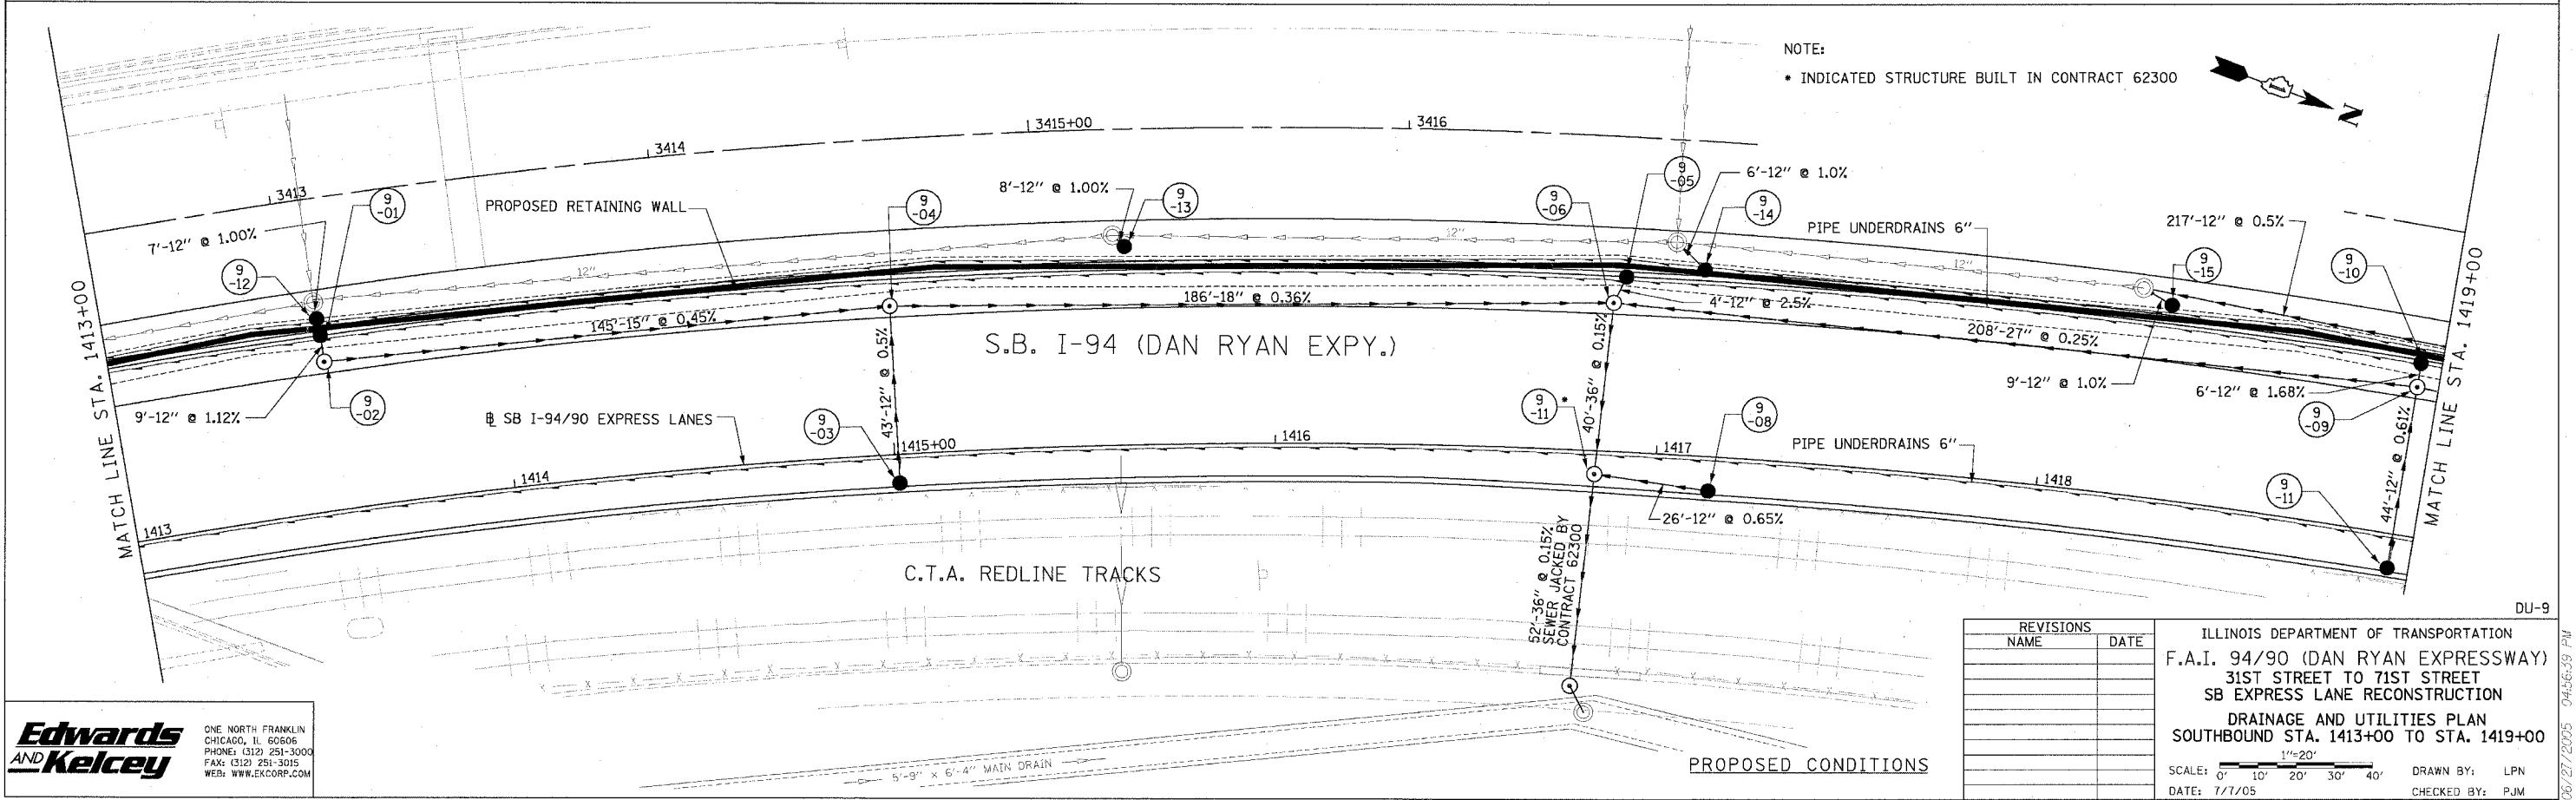 NOTE:
* INDICATED STRUCTURE BUILT IN CONTRACT 62300
N
3413
3414
3415+00
3416
7'-12" @ 1.00%
9
-01
PROPOSED RETAINING WALL
9
-04
8'-12" @ 1.00%
9
-13
9
-06
9
-05
6'-12" @ 1.0%
9
-14
PIPE UNDERDRAINS 6"
217'-12" @ 0.5%
9
-15
9
-10
9
-12
12"
12"
12"
145'-15" @ 0.45%
186'-18" @ 0.36%
4'-12" @ 2.5%
208'-27" @ 0.25%
S.B. I-94 (DAN RYAN EXPY.)
9'-12" @ 1.12%
9
-02
43'-12" @ 0.5%
40'-36" @ 0.15%
9'-12" @ 1.0%
6'-12" @ 1.68%
9
-09
44'-12" @ 0.61%
MATCH LINE STA. 1413+00
MATCH LINE STA. 1419+00
℄ SB I-94/90 EXPRESS LANES
9
-03
9
-11
*
9
-08
PIPE UNDERDRAINS 6"
9
-11
1413
1414
1415+00
1416
1417
1418
26'-12" @ 0.65%
52'-36" @ 0.15%
SEWER JACKED BY
CONTRACT 62300
C.T.A. REDLINE TRACKS
5'-9" x 6'-4" MAIN DRAIN
PROPOSED CONDITIONS
DU-9
Edwards
AND Kelcey
ONE NORTH FRANKLIN
CHICAGO, IL 60606
PHONE: (312) 251-3000
FAX: (312) 251-3015
WEB: WWW.EKCORP.COM
REVISIONS
NAME DATE
ILLINOIS DEPARTMENT OF TRANSPORTATION
F.A.I. 94/90 (DAN RYAN EXPRESSWAY)
31ST STREET TO 71ST STREET
SB EXPRESS LANE RECONSTRUCTION
DRAINAGE AND UTILITIES PLAN
SOUTHBOUND STA. 1413+00 TO STA. 1419+00
1"=20'
SCALE: 0' 10' 20' 30' 40'
DRAWN BY: LPN
DATE: 7/7/05
CHECKED BY: PJM